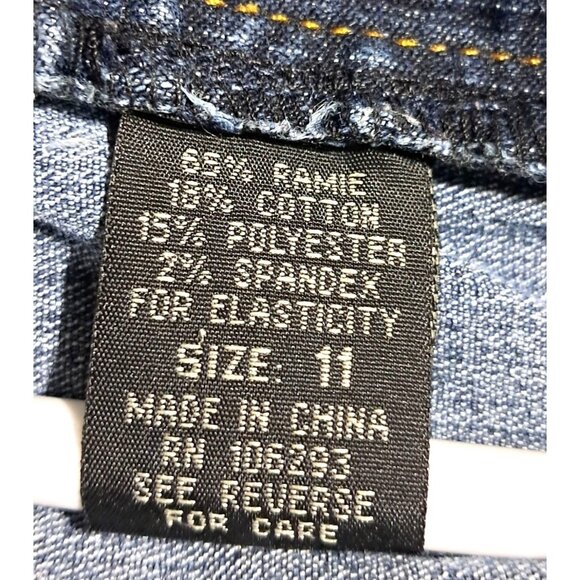 65% RAMIE
18% COTTON
15% POLYESTER
2% SPANDEX
FOR ELASTICITY
SIZE: 11
MADE IN CHINA
RN 106293
SEE REVERSE
FOR CARE